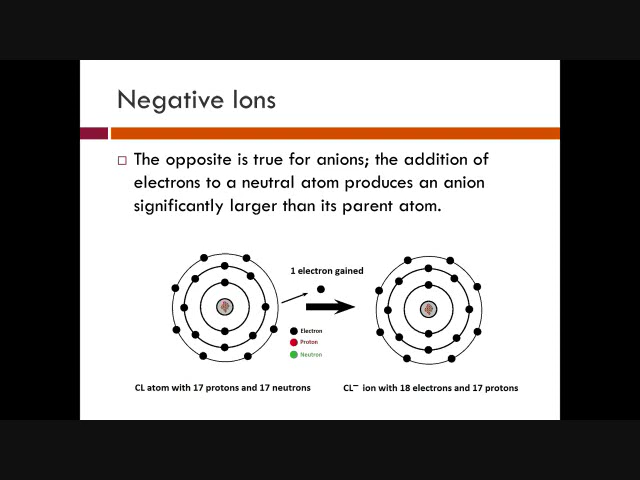 Negative Ions
The opposite is true for anions; the addition of
electrons to a neutral atom produces an anion
significantly larger than its parent atom.
1 electron gained
Electron
Proton
Neutron
CL atom with 17 protons and 17 neutrons
CL⁻ ion with 18 electrons and 17 protons